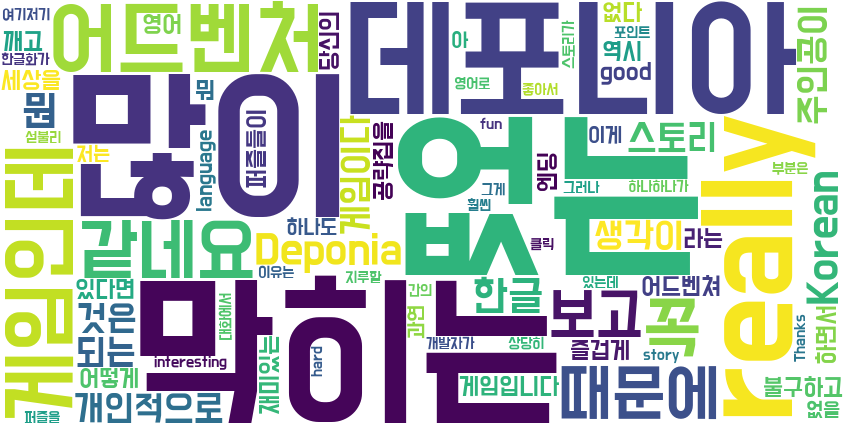 여기저기
영어
어드벤처
데포니아
당신의
없다
포인트
스토리가
아
역시
주인공이
깨고
한글화가
세상을
뭔
섣불리
저는
많이
뭔
language
퍼즐들이
게임이다
공략집을
영어로
좋아서
good
fun
없는
엔딩
이게
스토리
그게
그러나
훨씬
하나하나가
부분은
really
게임인데
같네요
하나도
Deponia
이유는
지루할
클릭
생각이
라는
Korean
있다면
것은
되는
대화에서
막히는
간의
과연
있는데
한글
보고
어드벤쳐
꼭
하면서
Thanks
interesting
재미있는
hard
개발자가
상당히
즐겁게
story
어떻게
개인적으로
게임입니다
때문에
불구하고
퍼즐을
없을